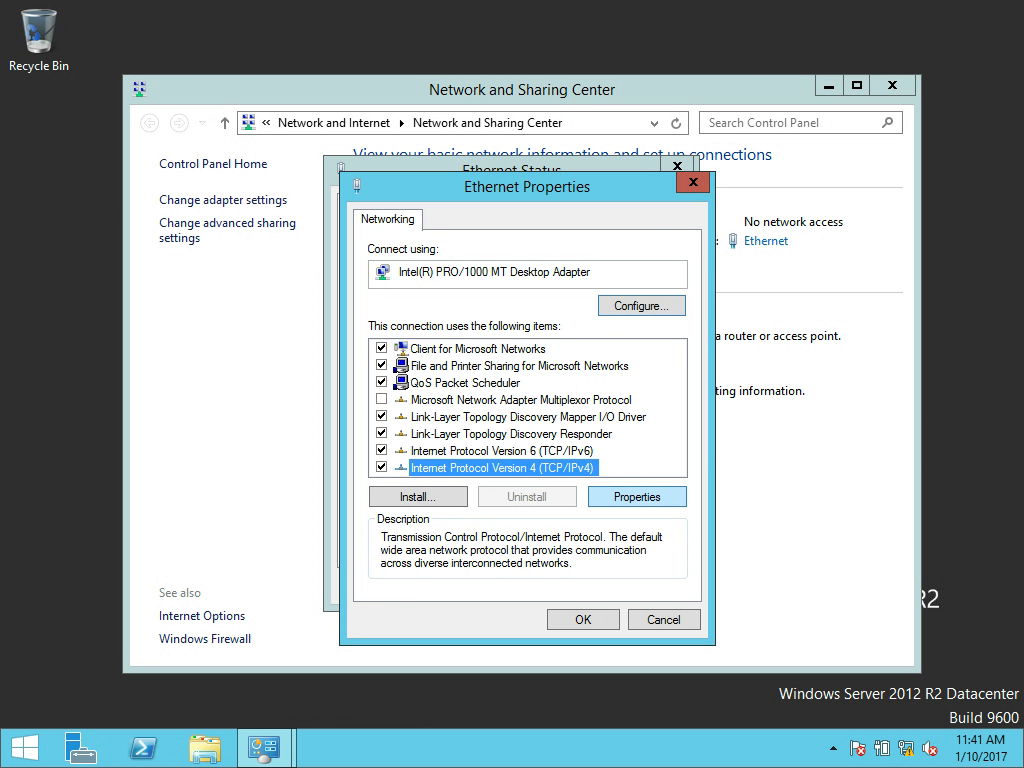 Recycle Bin
Network and Sharing Center
« Network and Internet Network and Sharing Center
Search Control Panel
Control Panel Home
Change adapter settings
Change advanced sharing
settings
See also
Internet Options
Windows Firewall
View your basic network information and set up connections
No network access
: Ethernet
a router or access point.
ting information.
Ethernet Status
Ethernet Properties
Networking
Connect using:
Intel(R) PRO/1000 MT Desktop Adapter
Configure...
This connection uses the following items:
Client for Microsoft Networks
File and Printer Sharing for Microsoft Networks
QoS Packet Scheduler
Microsoft Network Adapter Multiplexor Protocol
Link-Layer Topology Discovery Mapper I/O Driver
Link-Layer Topology Discovery Responder
Internet Protocol Version 6 (TCP/IPv6)
Internet Protocol Version 4 (TCP/IPv4)
Install... Uninstall Properties
Description
Transmission Control Protocol/Internet Protocol. The default
wide area network protocol that provides communication
across diverse interconnected networks.
OK Cancel
R2
Windows Server 2012 R2 Datacenter
Build 9600
11:41 AM
1/10/2017